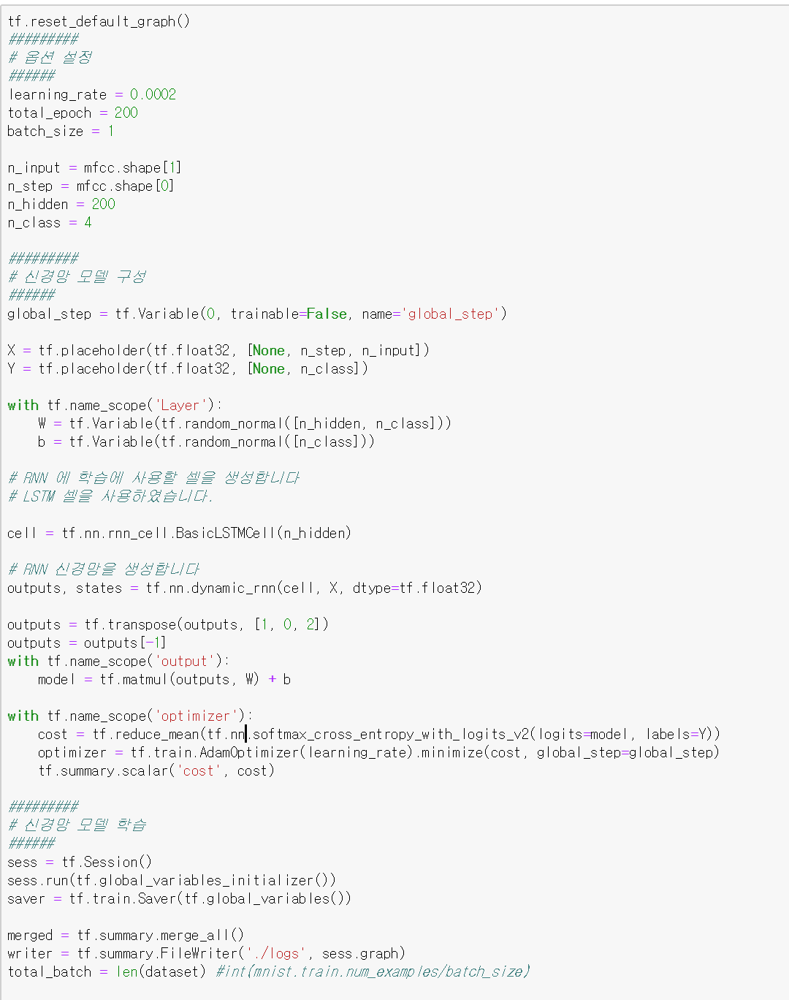 tf.reset_default_graph()
#########
# 옵션 설정
######
learning_rate = 0.0002
total_epoch = 200
batch_size = 1
n_input = mfcc.shape[1]
n_step = mfcc.shape[0]
n_hidden = 200
n_class = 4
#########
# 신경망 모델 구성
######
global_step = tf.Variable(0, trainable=False, name='global_step')
X = tf.placeholder(tf.float32, [None, n_step, n_input])
Y = tf.placeholder(tf.float32, [None, n_class])
with tf.name_scope('Layer'):
    W = tf.Variable(tf.random_normal([n_hidden, n_class]))
    b = tf.Variable(tf.random_normal([n_class]))
# RNN 에 학습에 사용할 셀을 생성합니다
# LSTM 셀을 사용하였습니다.
cell = tf.nn.rnn_cell.BasicLSTMCell(n_hidden)
# RNN 신경망을 생성합니다
outputs, states = tf.nn.dynamic_rnn(cell, X, dtype=tf.float32)
outputs = tf.transpose(outputs, [1, 0, 2])
outputs = outputs[-1]
with tf.name_scope('output'):
    model = tf.matmul(outputs, W) + b
with tf.name_scope('optimizer'):
    cost = tf.reduce_mean(tf.nn.softmax_cross_entropy_with_logits_v2(logits=model, labels=Y))
    optimizer = tf.train.AdamOptimizer(learning_rate).minimize(cost, global_step=global_step)
    tf.summary.scalar('cost', cost)
#########
# 신경망 모델 학습
######
sess = tf.Session()
sess.run(tf.global_variables_initializer())
saver = tf.train.Saver(tf.global_variables())
merged = tf.summary.merge_all()
writer = tf.summary.FileWriter('./logs', sess.graph)
total_batch = len(dataset) #int(mnist.train.num_examples/batch_size)